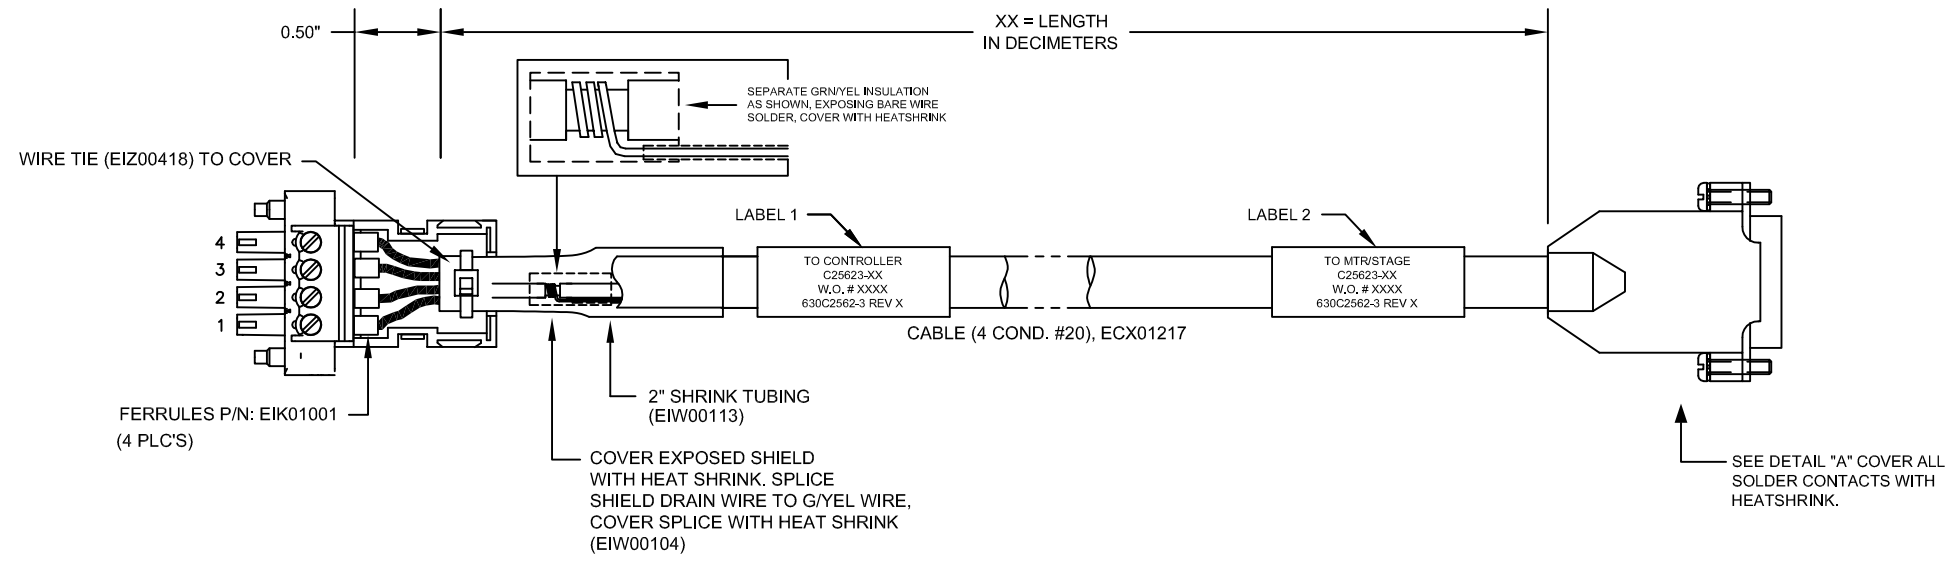 0.50"
XX = LENGTH
IN DECIMETERS
SEPARATE GRN/YEL INSULATION
AS SHOWN, EXPOSING BARE WIRE
SOLDER, COVER WITH HEATSHRINK
WIRE TIE (EIZ00418) TO COVER
LABEL 1
LABEL 2
4
3
2
1
TO CONTROLLER
C25623-XX
W.O. # XXXX
630C2562-3 REV X
TO MTR/STAGE
C25623-XX
W.O. # XXXX
630C2562-3 REV X
CABLE (4 COND. #20), ECX01217
FERRULES P/N: EIK01001
(4 PLC'S)
2" SHRINK TUBING
(EIW00113)
COVER EXPOSED SHIELD
WITH HEAT SHRINK. SPLICE
SHIELD DRAIN WIRE TO G/YEL WIRE,
COVER SPLICE WITH HEAT SHRINK
(EIW00104)
SEE DETAIL "A" COVER ALL
SOLDER CONTACTS WITH
HEATSHRINK.